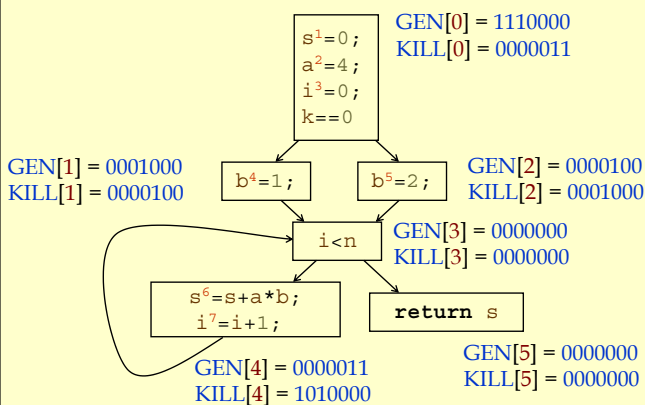 s¹=0;
a²=4;
i³=0;
k==0
GEN[0] = 1110000
KILL[0] = 0000011
GEN[1] = 0001000
KILL[1] = 0000100
b⁴=1;
b⁵=2;
GEN[2] = 0000100
KILL[2] = 0001000
i<n
GEN[3] = 0000000
KILL[3] = 0000000
s⁶=s+a*b;
i⁷=i+1;
return s
GEN[4] = 0000011
KILL[4] = 1010000
GEN[5] = 0000000
KILL[5] = 0000000